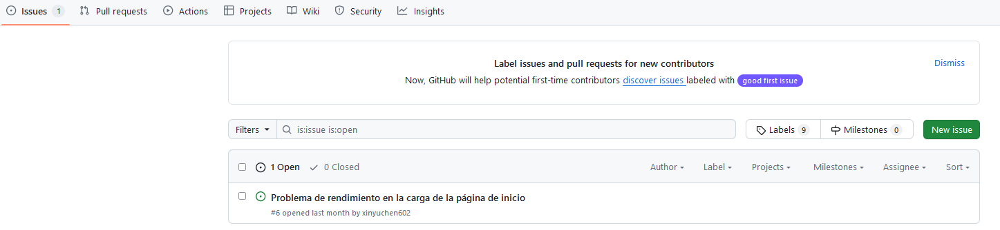 Issues 1 Pull requests Actions Projects Wiki Security Insights
Label issues and pull requests for new contributors
Dismiss
Now, GitHub will help potential first-time contributors discover issues labeled with good first issue
Filters is:issue is:open Labels 9 Milestones 0 New issue
1 Open 0 Closed Author Label Projects Milestones Assignee Sort
Problema de rendimiento en la carga de la página de inicio
#6 opened last month by xinyuchen602